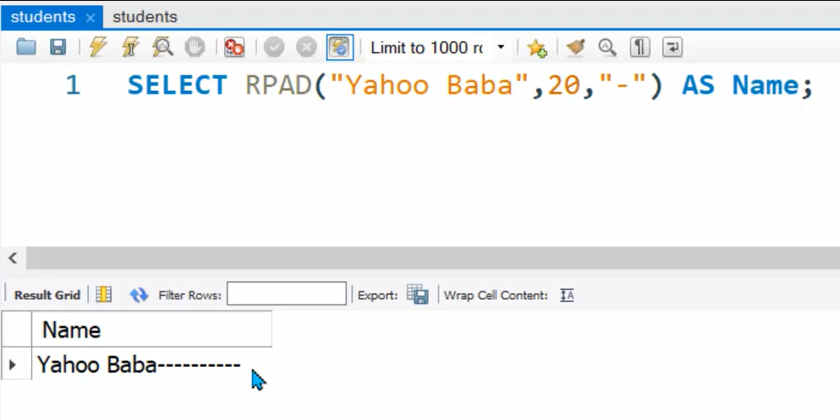 students
students
Limit to 1000 rc
1 SELECT RPAD("Yahoo Baba",20,"-") AS Name;
Result Grid
Filter Rows:
Export:
Wrap Cell Content:
Name
Yahoo Baba----------